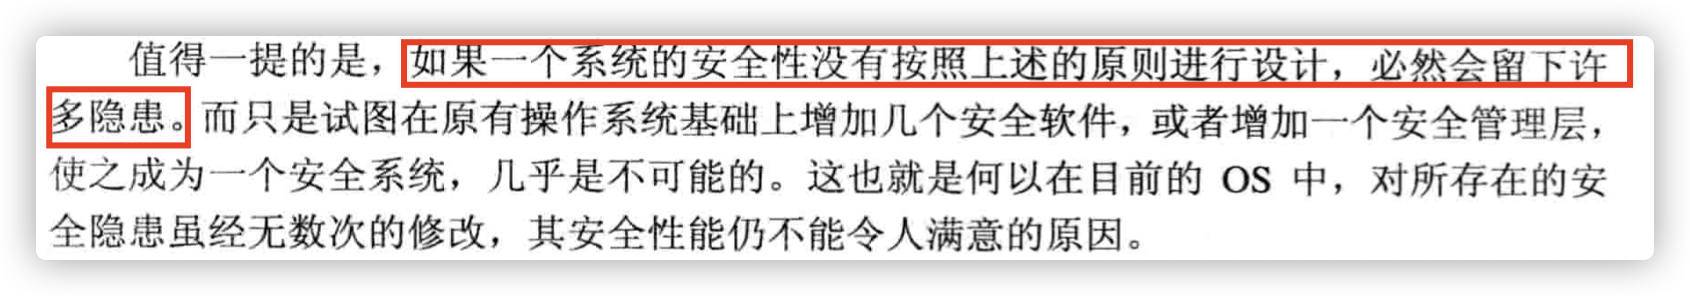 值得一提的是，如果一个系统的安全性没有按照上述的原则进行设计，必然会留下许
多隐患。而只是试图在原有操作系统基础上增加几个安全软件，或者增加一个安全管理层，
使之成为一个安全系统，几乎是不可能的。这也就是何以在目前的 OS 中，对所存在的安
全隐患虽经无数次的修改，其安全性能仍不能令人满意的原因。